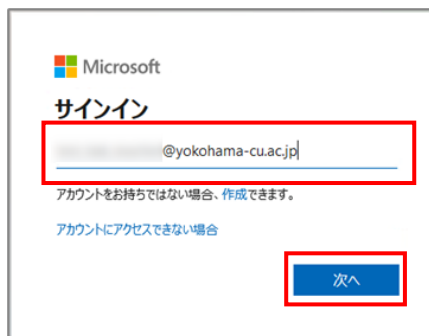 Microsoft
サインイン
@yokohama-cu.ac.jp
アカウントをお持ちではない場合、作成できます。
アカウントにアクセスできない場合
次へ